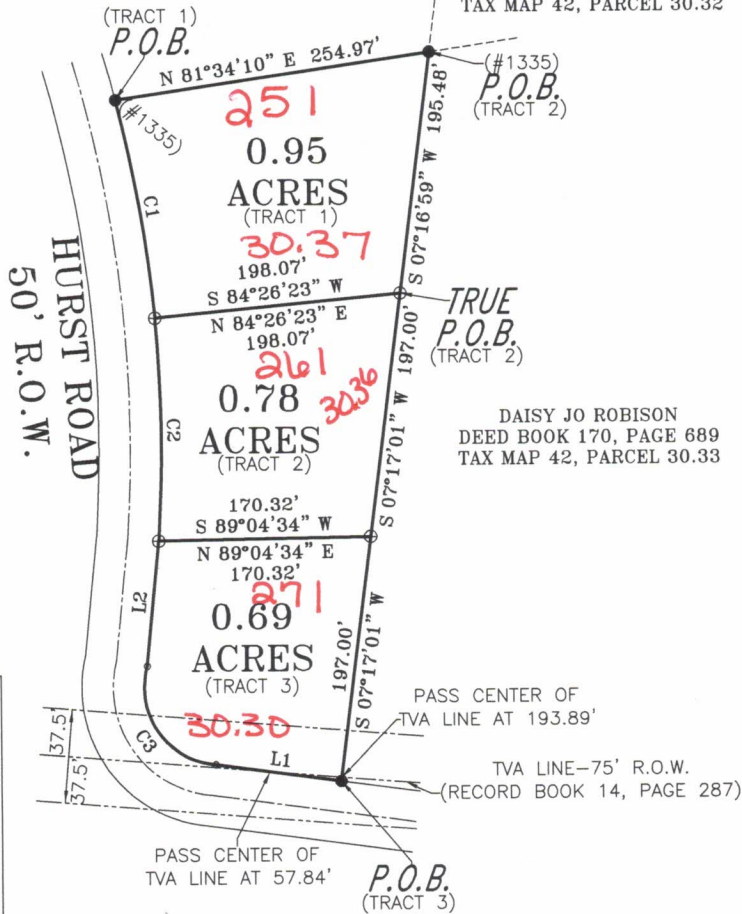 TAX MAP 42, PARCEL 30.32
(TRACT 1)
P.O.B.
N 81°34'10" E 254.97'
(#1335)
P.O.B.
(TRACT 2)
(#1335)
251
0.95
ACRES
(TRACT 1)
30.37
C1
S 07°16'59" W 195.48'
198.07'
S 84°26'23" W
N 84°26'23" E
198.07'
TRUE
P.O.B.
(TRACT 2)
HURST ROAD
50' R.O.W.
261
30.36
0.78
ACRES
(TRACT 2)
C2
S 07°17'01" W 197.00'
DAISY JO ROBISON
DEED BOOK 170, PAGE 689
TAX MAP 42, PARCEL 30.33
170.32'
S 89°04'34" W
N 89°04'34" E
170.32'
271
0.69
ACRES
(TRACT 3)
L2
197.00'
S 07°17'01" W
30.30
C3
L1
37.5'
37.5'
PASS CENTER OF
TVA LINE AT 193.89'
TVA LINE-75' R.O.W.
(RECORD BOOK 14, PAGE 287)
PASS CENTER OF
TVA LINE AT 57.84'
P.O.B.
(TRACT 3)